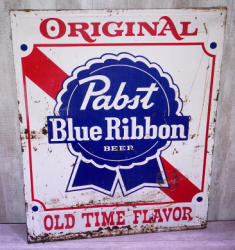 ORIGINAL
Pabst
Blue Ribbon
BEER
OLD TIME FLAVOR